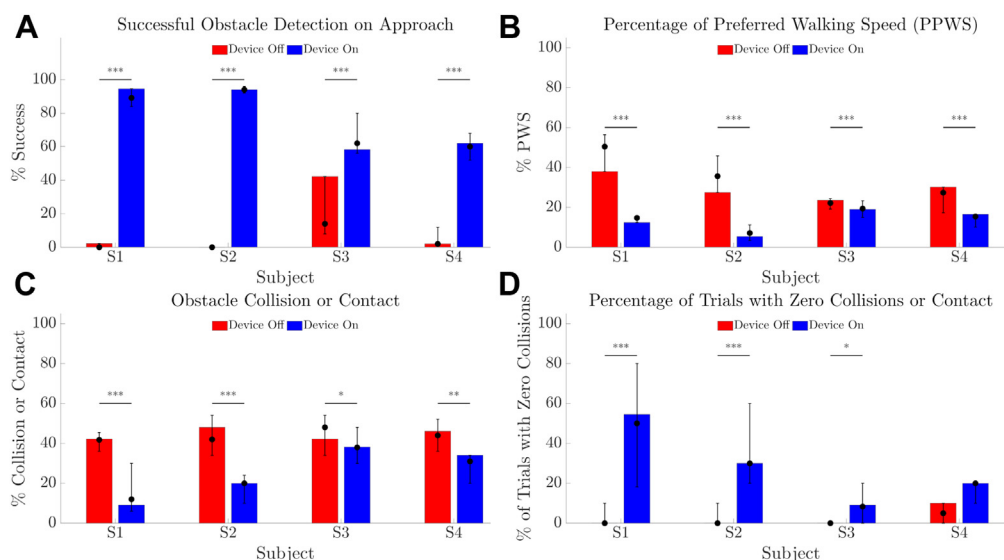 A
Successful Obstacle Detection on Approach
Device Off Device On
*** *** *** ***
100
80
60
40
20
0
% Success
S1 S2 S3 S4
Subject
B
Percentage of Preferred Walking Speed (PPWS)
Device Off Device On
*** *** *** ***
100
80
60
40
20
0
% PWS
S1 S2 S3 S4
Subject
C
Obstacle Collision or Contact
Device Off Device On
*** *** * **
100
80
60
40
20
0
% Collision or Contact
S1 S2 S3 S4
Subject
D
Percentage of Trials with Zero Collisions or Contact
Device Off Device On
*** *** *
100
80
60
40
20
0
% of Trials with Zero Collisions
S1 S2 S3 S4
Subject